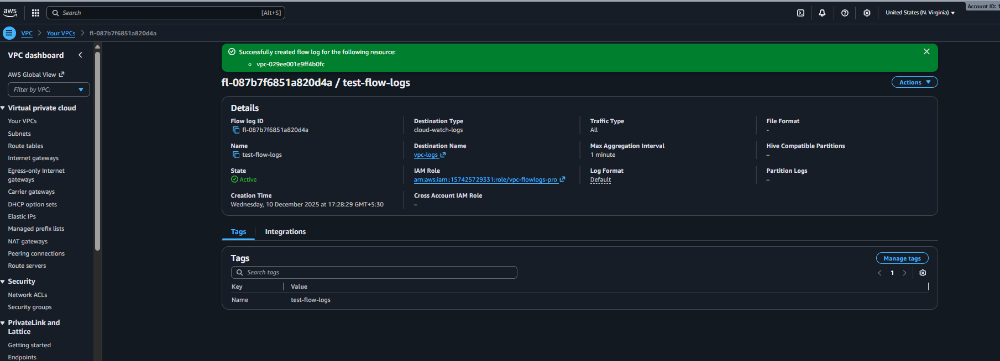 aws
Search
[Alt+S]
United States (N. Virginia)
Account ID: 1
VPC
Your VPCs
fl-087b7f6851a820d4a
VPC dashboard
AWS Global View
Filter by VPC:
Virtual private cloud
Your VPCs
Subnets
Route tables
Internet gateways
Egress-only Internet
gateways
Carrier gateways
DHCP option sets
Elastic IPs
Managed prefix lists
NAT gateways
Peering connections
Route servers
Security
Network ACLs
Security groups
PrivateLink and
Lattice
Getting started
Endpoints
Successfully created flow log for the following resource:
vpc-029ee001e9ff4b0fc
fl-087b7f6851a820d4a / test-flow-logs
Actions
Details
Flow log ID
fl-087b7f6851a820d4a
Name
test-flow-logs
State
Active
Creation Time
Wednesday, 10 December 2025 at 17:28:29 GMT+5:30
Destination Type
cloud-watch-logs
Destination Name
vpc-logs
IAM Role
arn:aws:iam::157425729331:role/vpc-flowlogs-pro
Cross Account IAM Role
–
Traffic Type
All
Max Aggregation Interval
1 minute
Log Format
Default
File Format
-
Hive Compatible Partitions
–
Partition Logs
–
Tags
Integrations
Tags
Manage tags
Search tags
1
Key
Value
Name
test-flow-logs